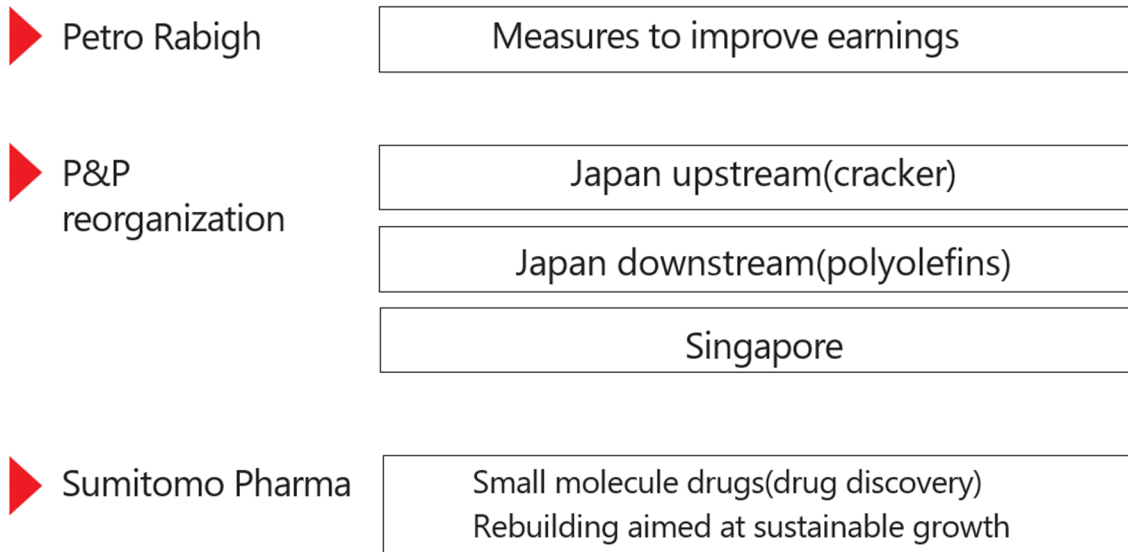 Petro Rabigh
Measures to improve earnings
P&P
reorganization
Japan upstream(cracker)
Japan downstream(polyolefins)
Singapore
Sumitomo Pharma
Small molecule drugs(drug discovery)
Rebuilding aimed at sustainable growth